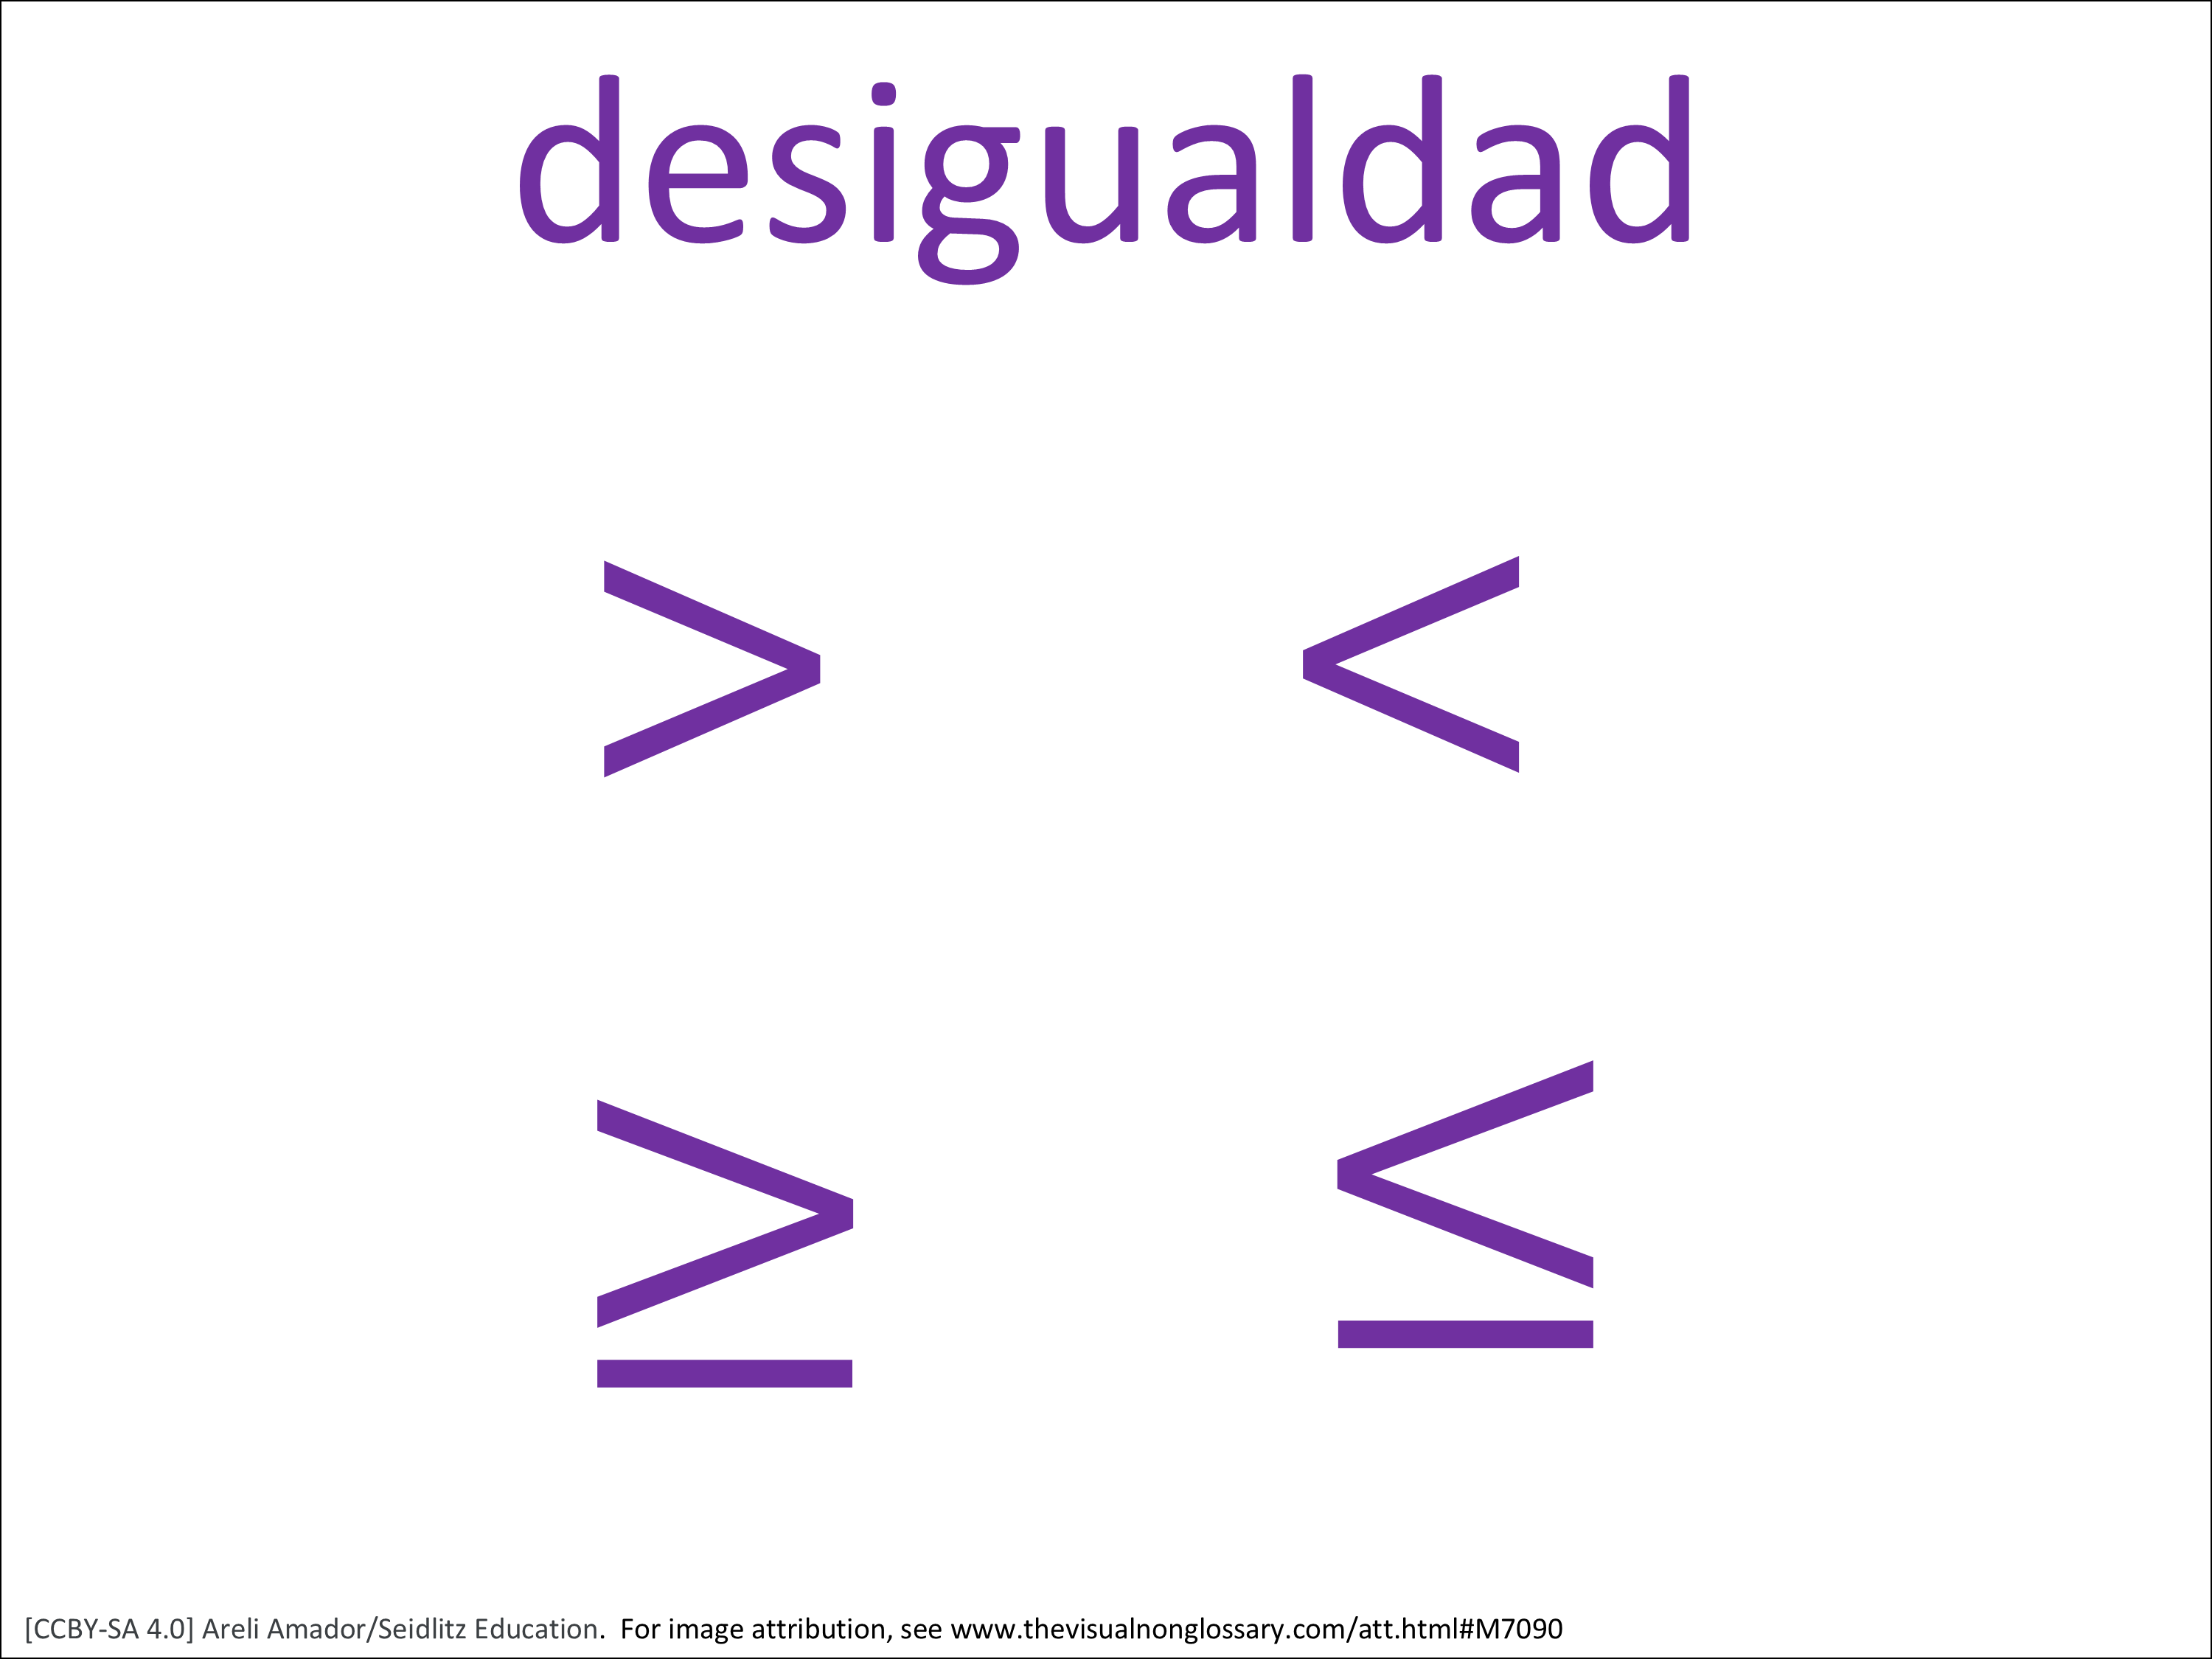 desigualdad
> <
≥ ≤
[CCBY-SA 4.0] Areli Amador/Seidlitz Education. For image attribution, see www.thevisualnonglossary.com/att.html#M7090